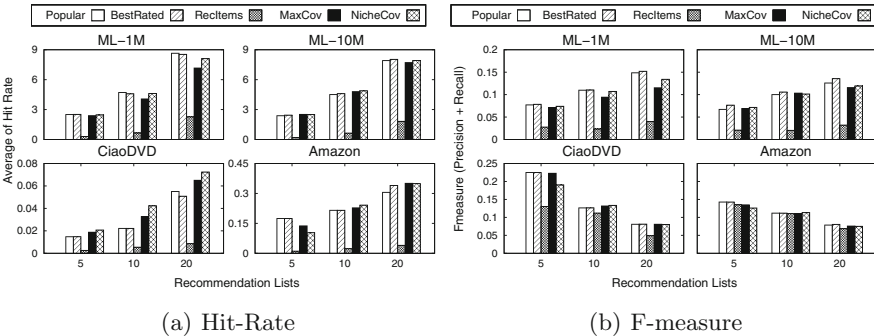 Popular BestRated RecItems MaxCov NicheCov
ML-1M ML-10M
9 9
6 6
3 3
0 0
CiaoDVD Amazon
0.08 0.45
0.06 0.3
0.04 0.15
0.02 0
0
5 10 20 5 10 20
Average of Hit Rate
Recommendation Lists
(a) Hit-Rate
Popular BestRated RecItems MaxCov NicheCov
ML-1M ML-10M
0.2
0.15
0.1
0.05
0
CiaoDVD Amazon
0.25
0.2
0.15
0.1
0.05
0
5 10 20 5 10 20
Fmeasure (Precision + Recall)
Recommendation Lists
(b) F-measure